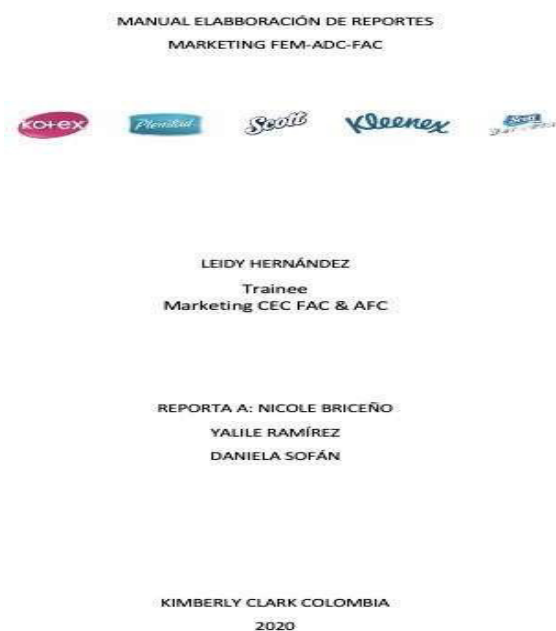 MANUAL ELABBORACIÓN DE REPORTES
MARKETING FEM-ADC-FAC
Kotex Plenitud Scott Kleenex Scott
LEIDY HERNÁNDEZ
Trainee
Marketing CEC FAC & AFC
REPORTA A: NICOLE BRICEÑO
YALILE RAMÍREZ
DANIELA SOFÁN
KIMBERLY CLARK COLOMBIA
2020